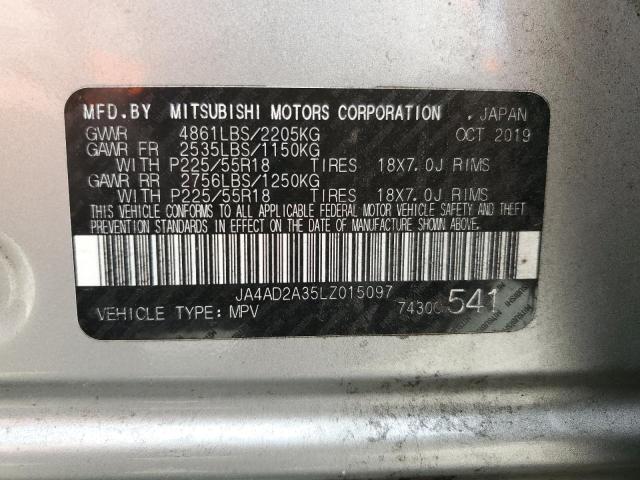 MFD.BY MITSUBISHI MOTORS CORPORATION , JAPAN
GVWR 4861LBS/2205KG OCT 2019
GAWR FR 2535LBS/1150KG
WITH P225/55R18 TIRES 18X7.0J RIMS
GAWR RR 2756LBS/1250KG
WITH P225/55R18 TIRES 18X7.0J RIMS
THIS VEHICLE CONFORMS TO ALL APPLICABLE FEDERAL MOTOR VEHICLE SAFETY AND THEFT
PREVENTION STANDARDS IN EFFECT ON THE DATE OF MANUFACTURE SHOWN ABOVE.
JA4AD2A35LZ015097
VEHICLE TYPE: MPV 7430 541